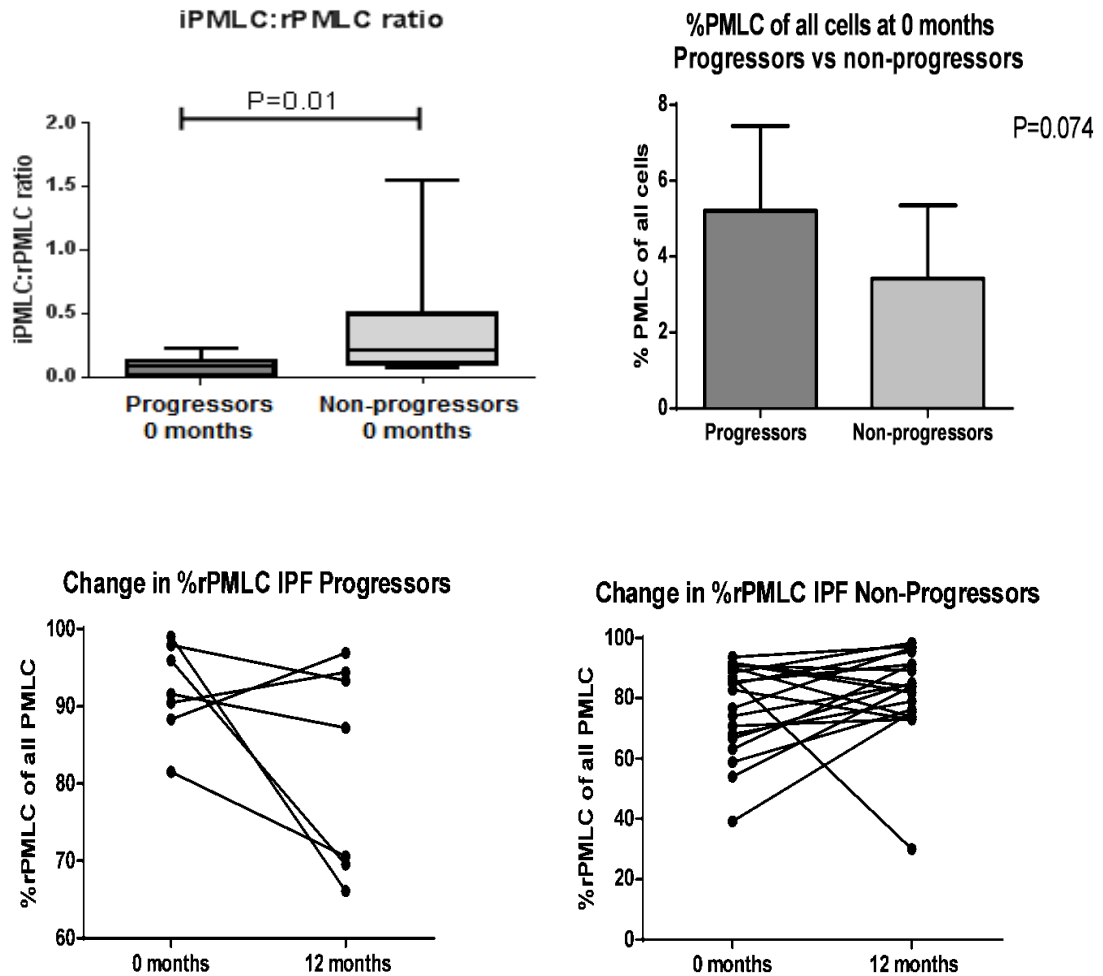 iPMLC:rPMLC ratio
P=0.01
iPMLC:rPMLC ratio
2.0
1.5
1.0
0.5
0.0
Progressors
0 months
Non-progressors
0 months
%PMLC of all cells at 0 months
Progressors vs non-progressors
P=0.074
% PMLC of all cells
8
6
4
2
0
Progressors
Non-progressors
Change in %rPMLC IPF Progressors
%rPMLC of all PMLC
100
90
80
70
60
0 months
12 months
Change in %rPMLC IPF Non-Progressors
%rPMLC of all PMLC
100
80
60
40
20
0
0 months
12 months